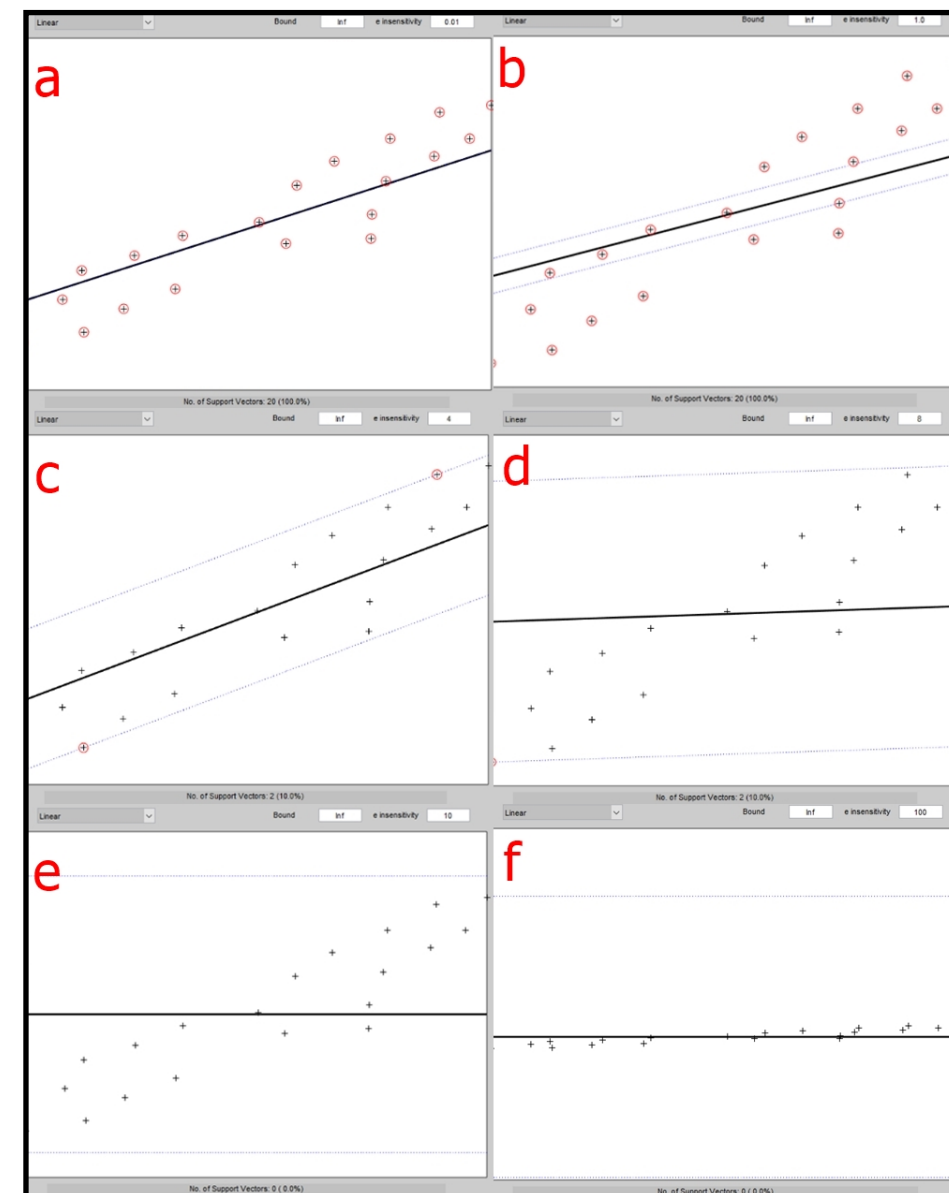 Linear Bound Inf e insensitivity 0.01
Linear Bound Inf e insensitivity 1.0
a
b
No. of Support Vectors: 20 (100.0%)
No. of Support Vectors: 20 (100.0%)
Linear Bound Inf e insensitivity 4
Linear Bound Inf e insensitivity 8
c
d
No. of Support Vectors: 2 (10.0%)
No. of Support Vectors: 2 (10.0%)
Linear Bound Inf e insensitivity 10
Linear Bound Inf e insensitivity 100
e
f
No. of Support Vectors: 0 ( 0.0%)
No. of Support Vectors: 0 ( 0.0%)